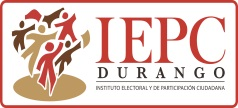 IEPC
DURANGO
INSTITUTO ELECTORAL Y DE PARTICIPACIÓN CIUDADANA